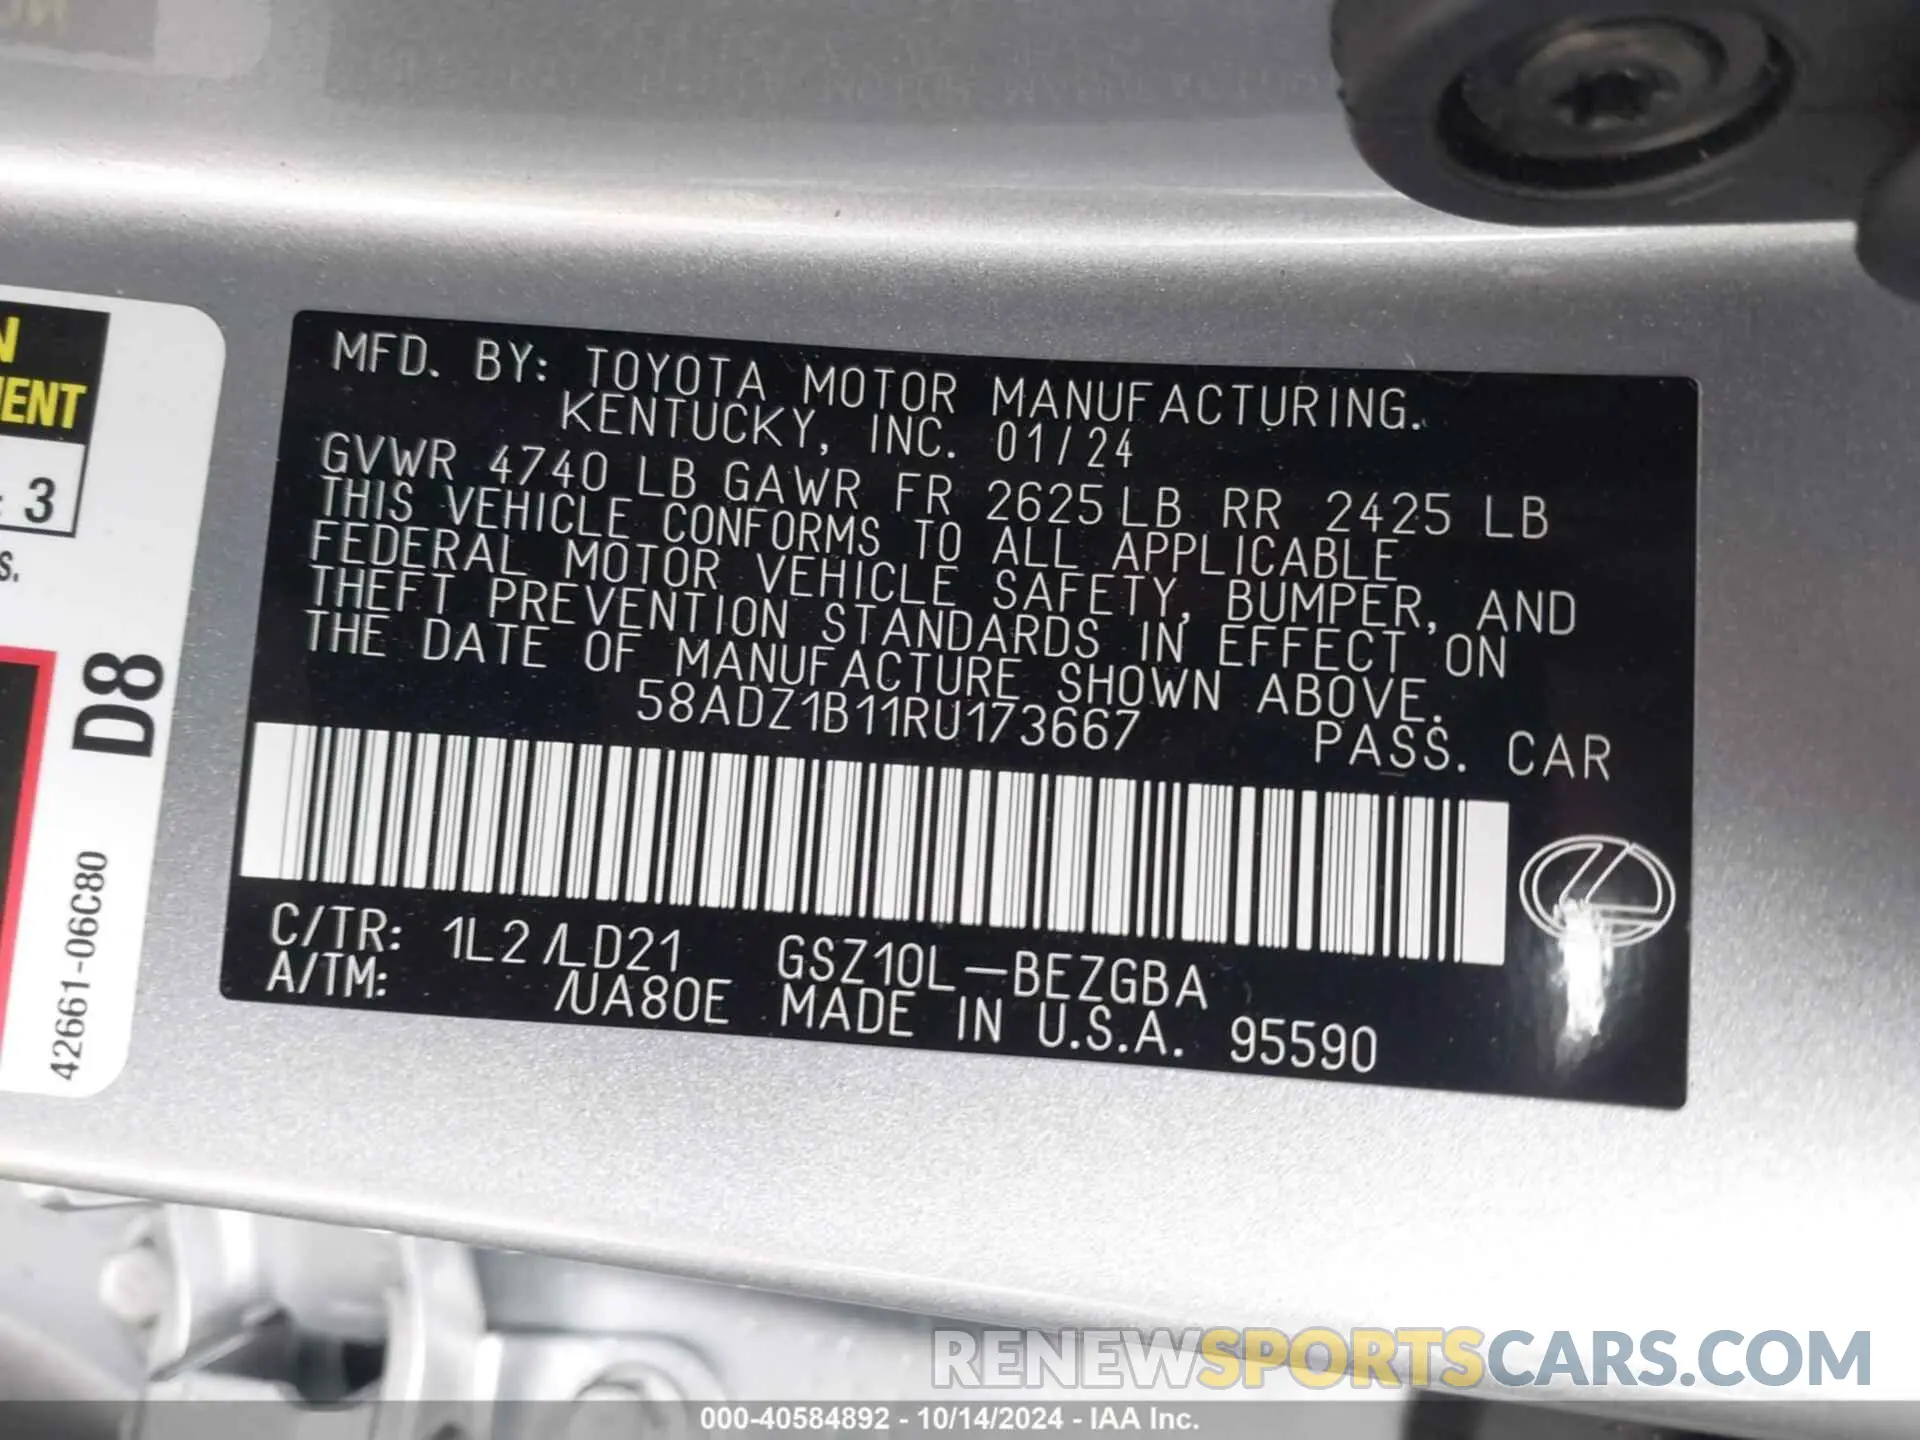 N
MENT
: 3
s.
D8
42661-06C80
MFD. BY: TOYOTA MOTOR MANUFACTURING.
KENTUCKY, INC. 01/24
GVWR 4740 LB GAWR FR 2625 LB RR 2425 LB
THIS VEHICLE CONFORMS TO ALL APPLICABLE
FEDERAL MOTOR VEHICLE SAFETY, BUMPER, AND
THEFT PREVENTION STANDARDS IN EFFECT ON
THE DATE OF MANUFACTURE SHOWN ABOVE.
58ADZ1B11RU173667 PASS. CAR
C/TR: 1L2 /LD21 GSZ10L-BEZGBA
A/TM: /UA80E MADE IN U.S.A. 95590
RENEWSPORTSCARS.COM
000-40584892 - 10/14/2024 - IAA Inc.